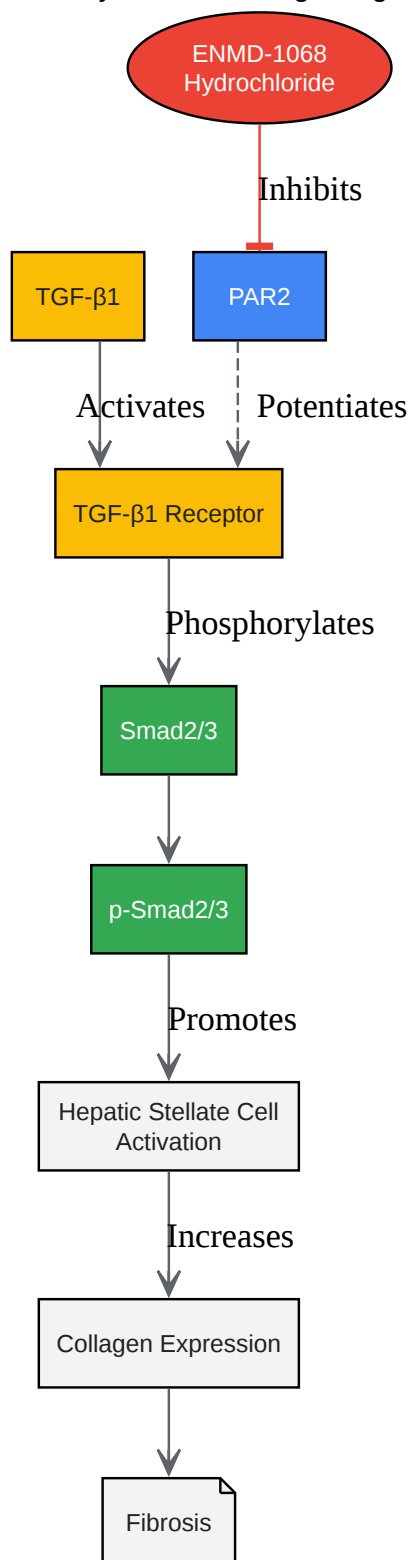 ENMD-1068
Hydrochloride
Inhibits
TGF-β1
PAR2
Activates
Potentiates
TGF-β1 Receptor
Phosphorylates
Smad2/3
p-Smad2/3
Promotes
Hepatic Stellate Cell
Activation
Increases
Collagen Expression
Fibrosis